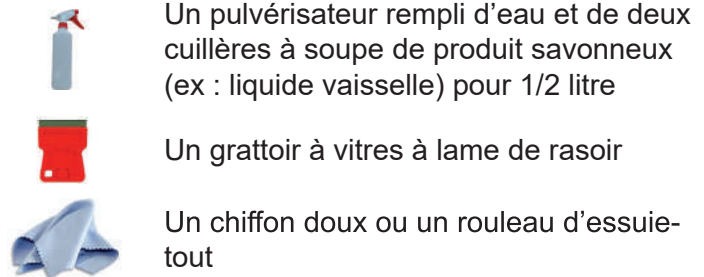 Un pulvérisateur rempli d’eau et de deux
cuillères à soupe de produit savonneux
(ex : liquide vaisselle) pour 1/2 litre
Un grattoir à vitres à lame de rasoir
Un chiffon doux ou un rouleau d’essuie-
tout